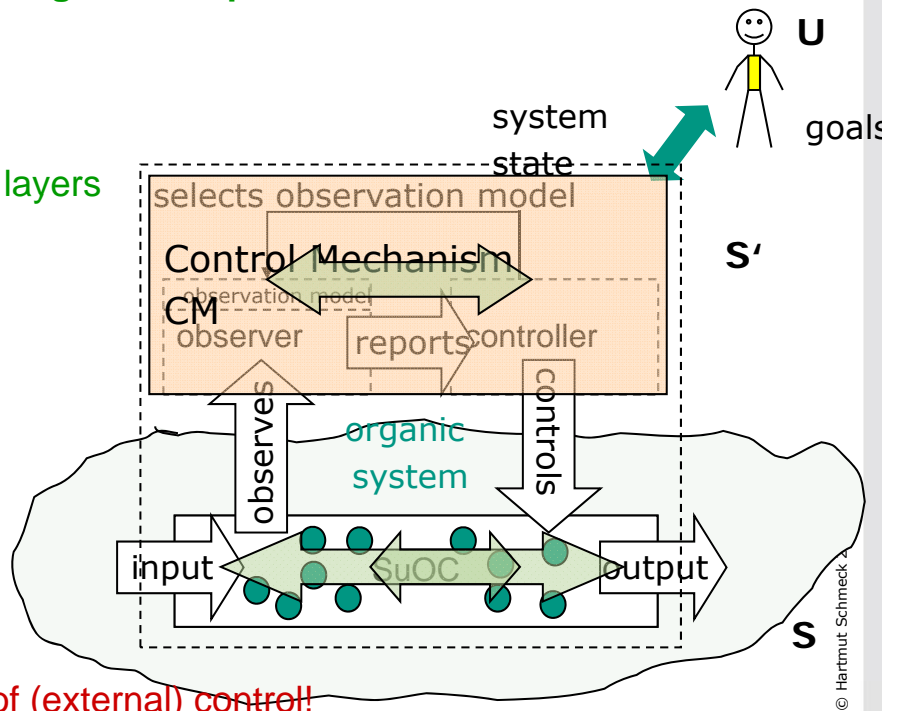 U
system
state
goals
layers
selects observation model
Control Mechanism
CM
S‘
observation model
observer
reports
controller
observes
controls
organic
system
input
SuOC
output
S
© Hartmut Schmeck
of (external) control!